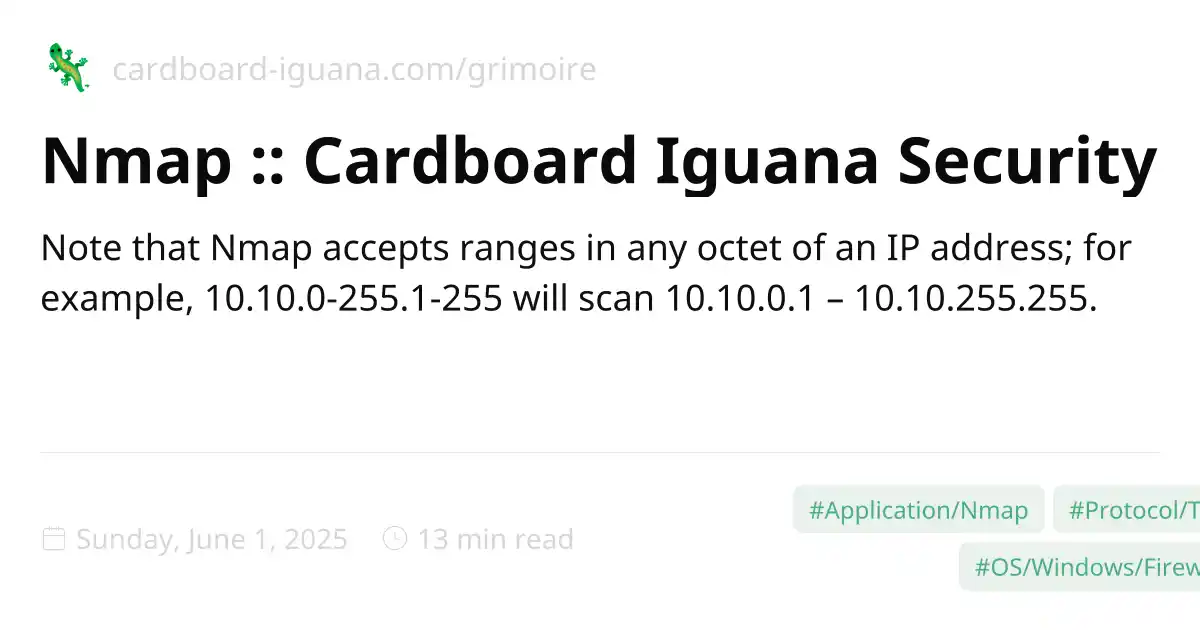 cardboard-iguana.com/grimoire
Nmap :: Cardboard Iguana Security
Note that Nmap accepts ranges in any octet of an IP address; for
example, 10.10.0-255.1-255 will scan 10.10.0.1 – 10.10.255.255.
Sunday, June 1, 2025 13 min read
#Application/Nmap #Protocol/T
#OS/Windows/Firew